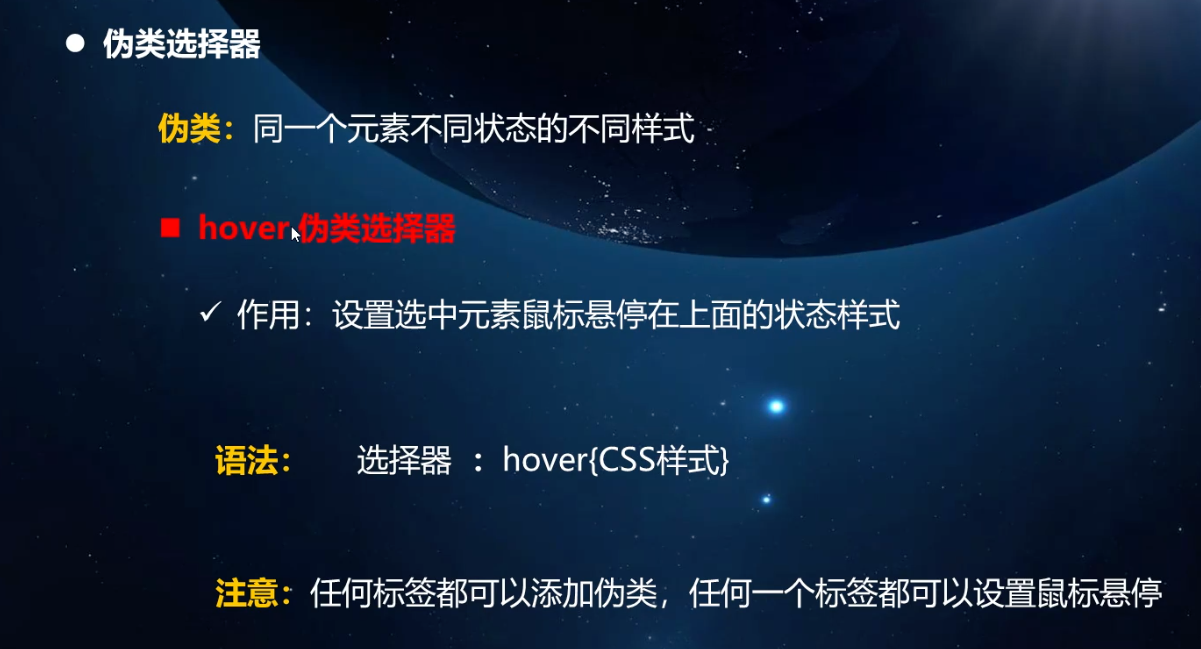 伪类选择器
伪类：同一个元素不同状态的不同样式
hover 伪类选择器
作用：设置选中元素鼠标悬停在上面的状态样式
语法： 选择器 ：hover{CSS样式}
注意：任何标签都可以添加伪类，任何一个标签都可以设置鼠标悬停